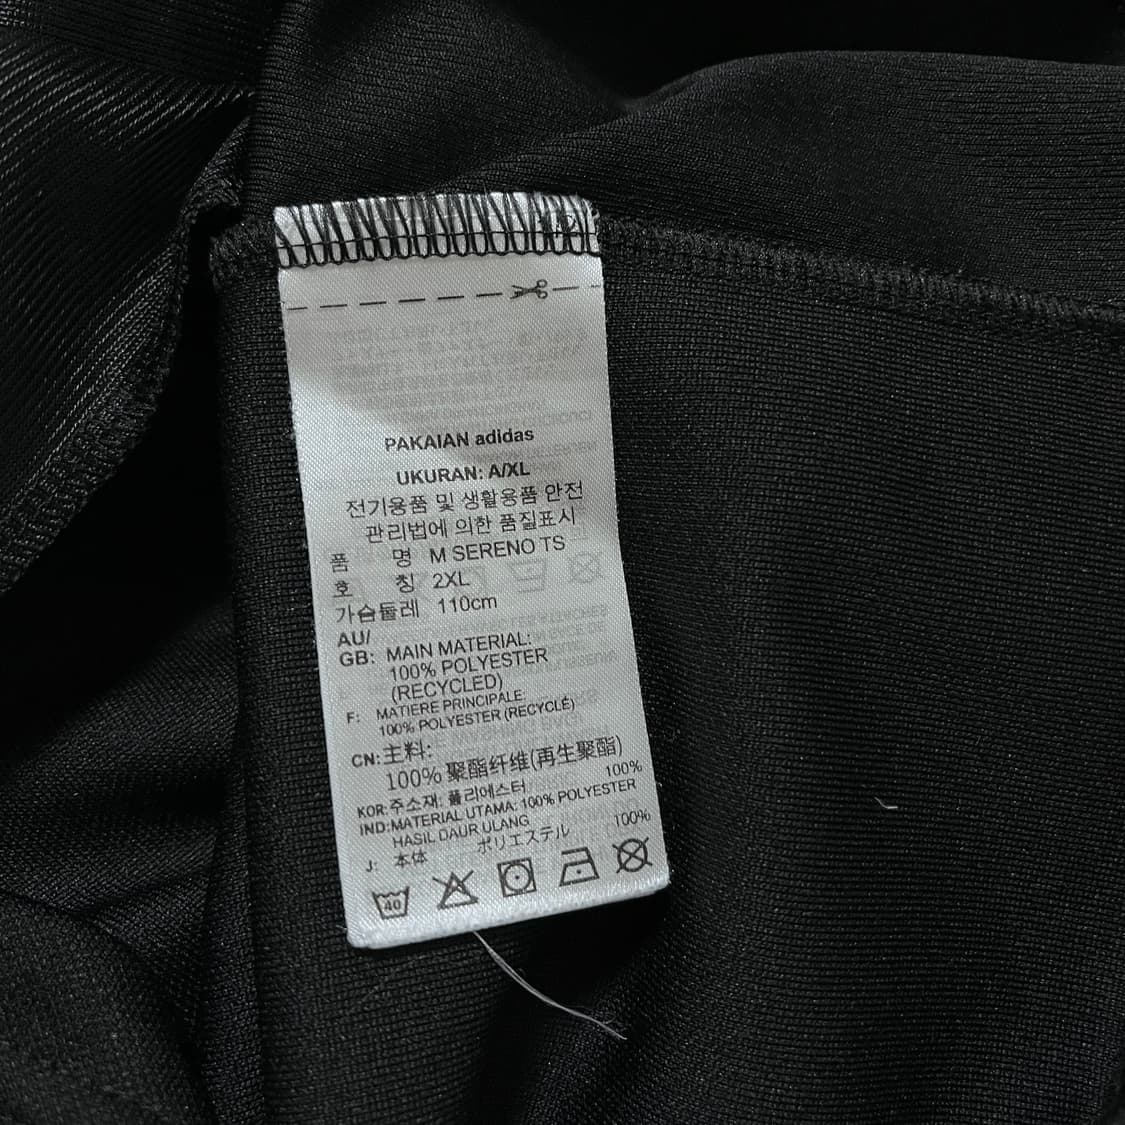 PAKAIAN adidas
UKURAN: A/XL
전기용품 및 생활용품 안전
관리법에 의한 품질표시
품 명 M SERENO TS
호 칭 2XL
가슴둘레 110cm
AU/
GB: MAIN MATERIAL:
100% POLYESTER
(RECYCLED)
F: MATIERE PRINCIPALE:
100% POLYESTER (RECYCLÉ)
CN: 主料:
100% 聚酯纤维(再生聚酯)
KOR: 주소재: 폴리에스터 100%
IND: MATERIAL UTAMA: 100% POLYESTER
HASIL DAUR ULANG
J: 本体 ポリエステル 100%
40